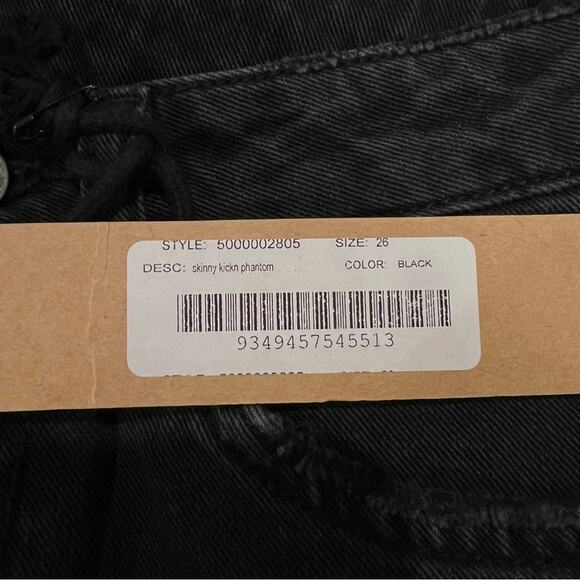 STYLE: 5000002805 SIZE: 26
DESC: skinny kickn phantom COLOR: BLACK
9349457545513